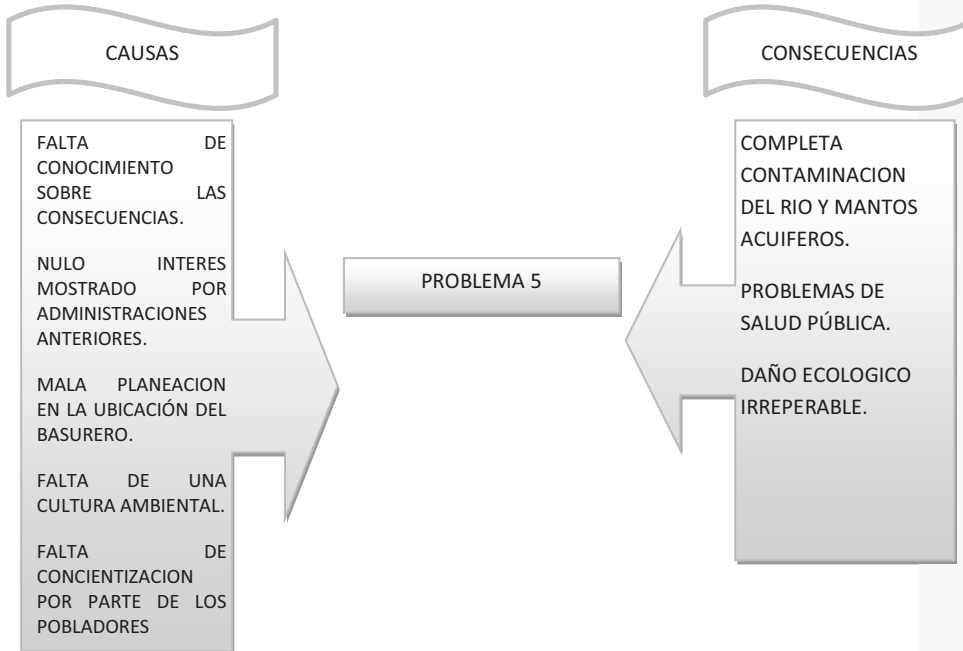 CAUSAS
FALTA DE
CONOCIMIENTO
SOBRE LAS
CONSECUENCIAS.
NULO INTERES
MOSTRADO POR
ADMINISTRACIONES
ANTERIORES.
MALA PLANEACION
EN LA UBICACIÓN DEL
BASURERO.
FALTA DE UNA
CULTURA AMBIENTAL.
FALTA DE
CONCIENTIZACION
POR PARTE DE LOS
POBLADORES
PROBLEMA 5
CONSECUENCIAS
COMPLETA
CONTAMINACION
DEL RIO Y MANTOS
ACUIFEROS.
PROBLEMAS DE
SALUD PÚBLICA.
DAÑO ECOLOGICO
IRREPERABLE.